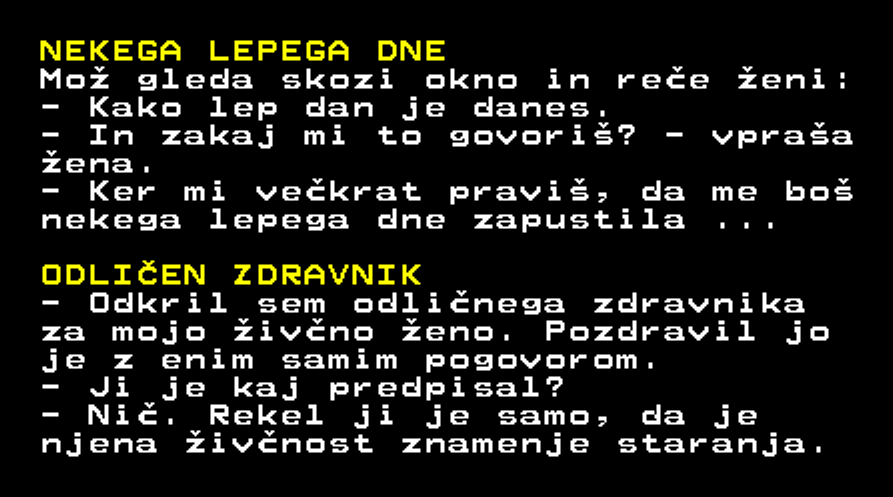 NEKEGA LEPEGA DNE
Mož gleda skozi okno in reče ženi:
- Kako lep dan je danes.
- In zakaj mi to govoriš? - vpraša
žena.
- Ker mi večkrat praviš, da me boš
nekega lepega dne zapustila ...
ODLIČEN ZDRAVNIK
- Odkril sem odličnega zdravnika
za mojo živčno ženo. Pozdravil jo
je z enim samim pogovorom.
- Ji je kaj predpisal?
- Nič. Rekel ji je samo, da je
njena živčnost znamenje staranja.